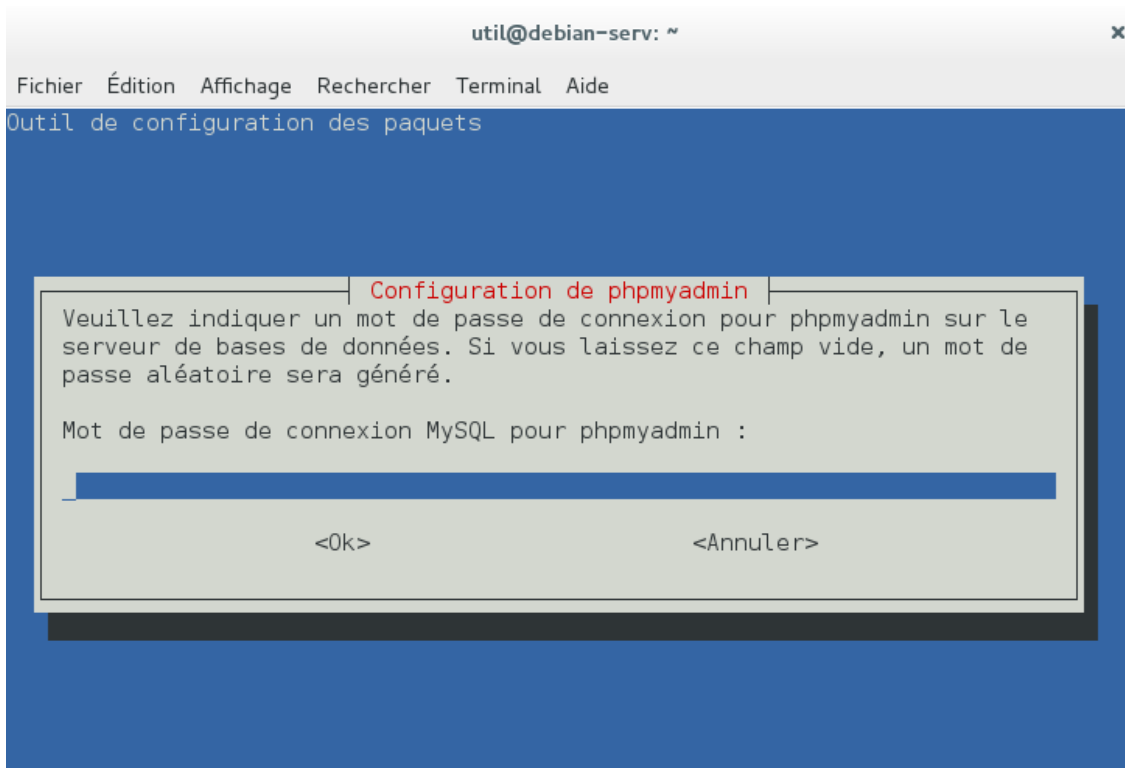 util@debian-serv: ~ ×
Fichier Édition Affichage Rechercher Terminal Aide
Outil de configuration des paquets
Configuration de phpmyadmin
Veuillez indiquer un mot de passe de connexion pour phpmyadmin sur le
serveur de bases de données. Si vous laissez ce champ vide, un mot de
passe aléatoire sera généré.
Mot de passe de connexion MySQL pour phpmyadmin :
_
<Ok> <Annuler>